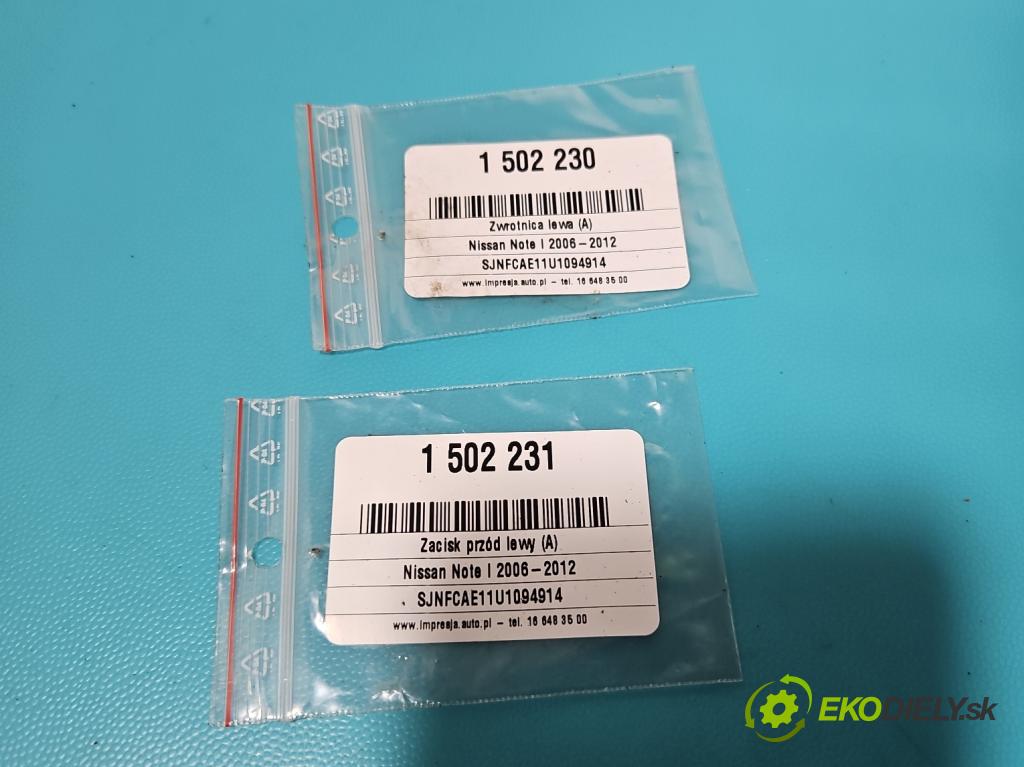 1 502 230
Zwrotnica lewa (A)
Nissan Note I 2006-2012
SJNFCAE11U1094914
www.impresja.auto.pl - tel. 16 648 35 00
1 502 231
Zacisk przód lewy (A)
Nissan Note I 2006-2012
SJNFCAE11U1094914
www.impresja.auto.pl - tel. 16 648 35 00
EKODIELY.sk